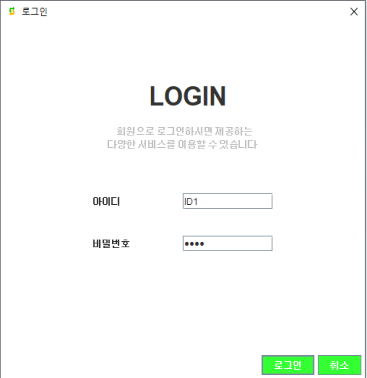 로그인
LOGIN
회원으로 로그인하시면 제공하는
다양한 서비스를 이용할 수 있습니다
아이디 ID1
비밀번호 ••••
로그인 취소